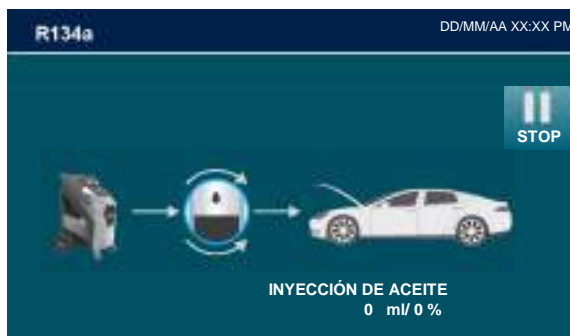 R134a
DD/MM/AA XX:XX PM
STOP
INYECCIÓN DE ACEITE
0 ml/ 0 %